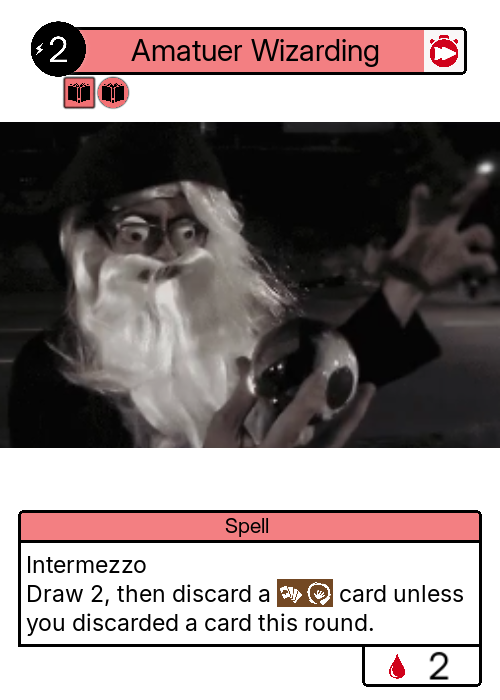 2 Amatuer Wizarding
Spell
Intermezzo
Draw 2, then discard a card unless
you discarded a card this round.
2